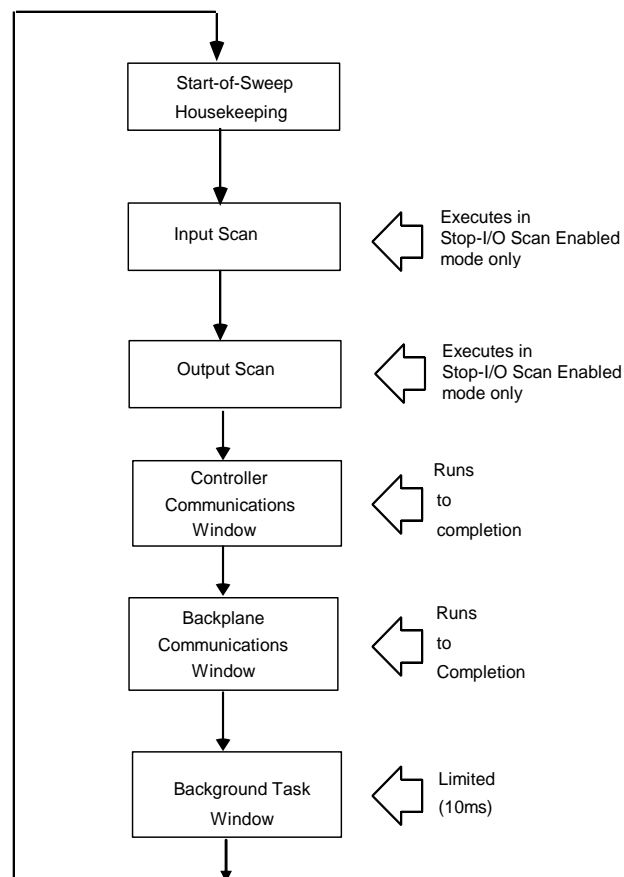 Start-of-Sweep
Housekeeping
Input Scan
Executes in
Stop-I/O Scan Enabled
mode only
Output Scan
Executes in
Stop-I/O Scan Enabled
mode only
Controller
Communications
Window
Runs
to
completion
Backplane
Communications
Window
Runs
to
Completion
Background Task
Window
Limited
(10ms)